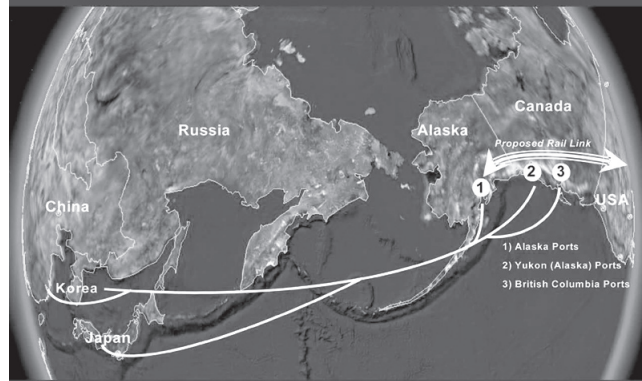 Canada
Russia
Alaska
Proposed Rail Link
1
2
3
China
USA
1) Alaska Ports
2) Yukon (Alaska) Ports
3) British Columbia Ports
Korea
Japan